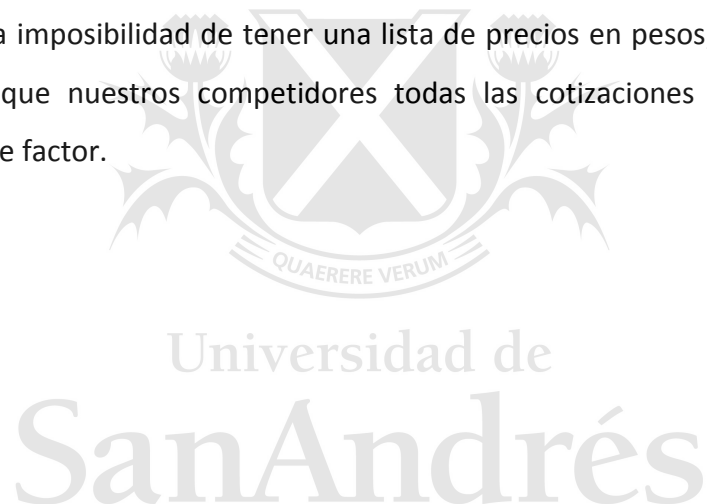 a imposibilidad de tener una lista de precios en pesos
que nuestros competidores todas las cotizaciones
e factor.
QUAERERE VERUM
Universidad de
SanAndrés